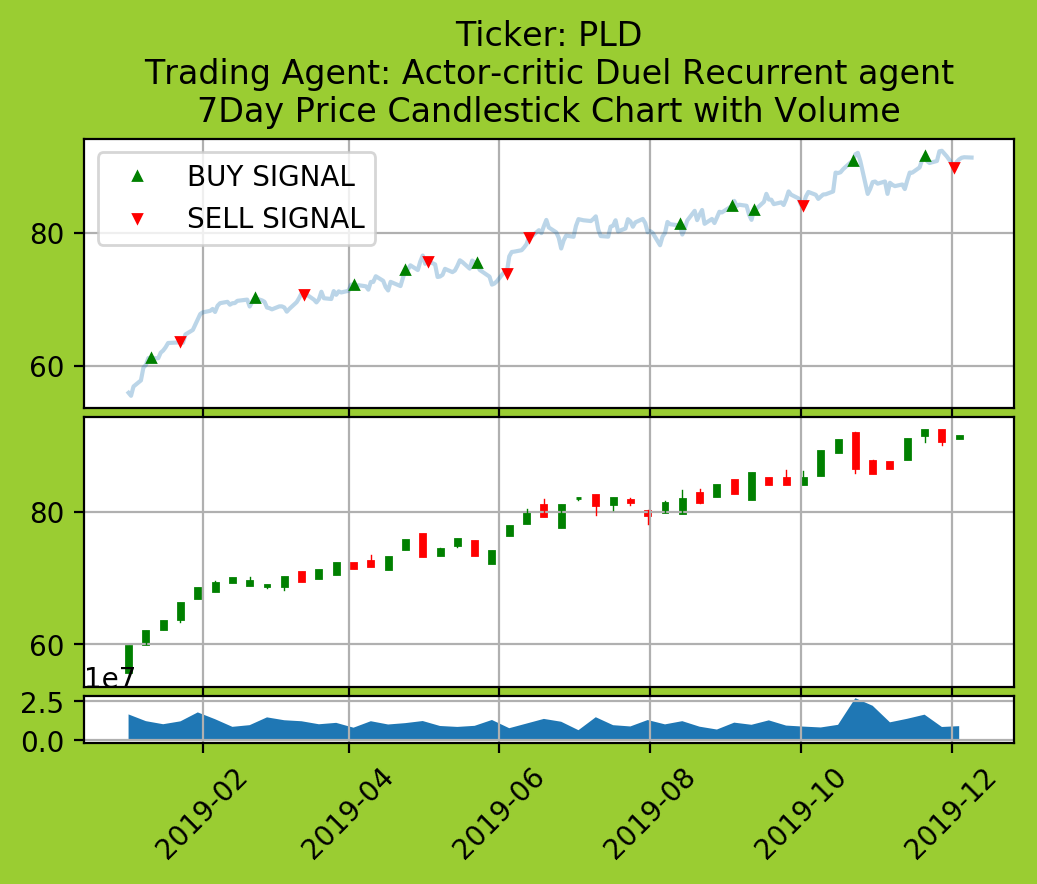 Ticker: PLD
Trading Agent: Actor-critic Duel Recurrent agent
7Day Price Candlestick Chart with Volume
BUY SIGNAL
SELL SIGNAL
80
60
80
60
1e7
2.5
0.0
2019-02
2019-04
2019-06
2019-08
2019-10
2019-12